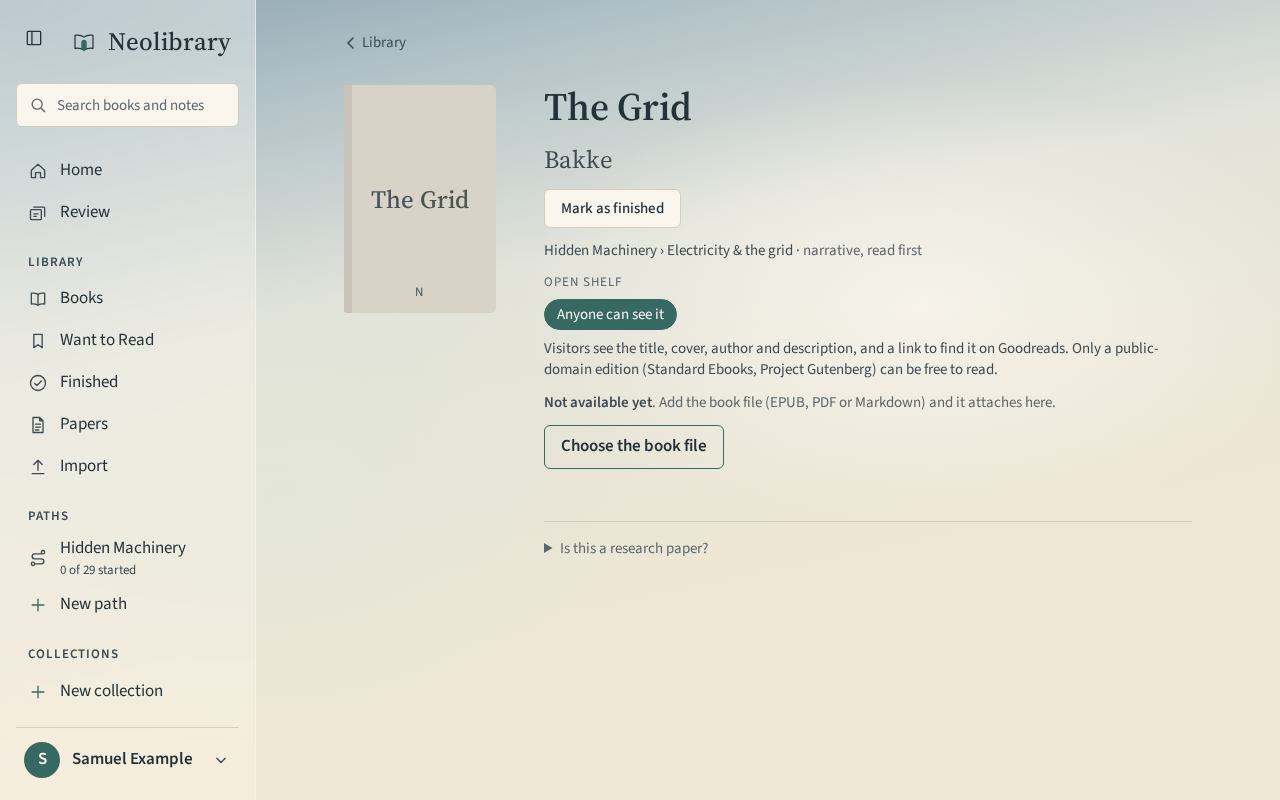 Neolibrary
Search books and notes
Home
Review
LIBRARY
Books
Want to Read
Finished
Papers
Import
PATHS
Hidden Machinery
0 of 29 started
New path
COLLECTIONS
New collection
S
Samuel Example
Library
The Grid
N
The Grid
Bakke
Mark as finished
Hidden Machinery › Electricity & the grid · narrative, read first
OPEN SHELF
Anyone can see it
Visitors see the title, cover, author and description, and a link to find it on Goodreads. Only a public-
domain edition (Standard Ebooks, Project Gutenberg) can be free to read.
Not available yet. Add the book file (EPUB, PDF or Markdown) and it attaches here.
Choose the book file
Is this a research paper?